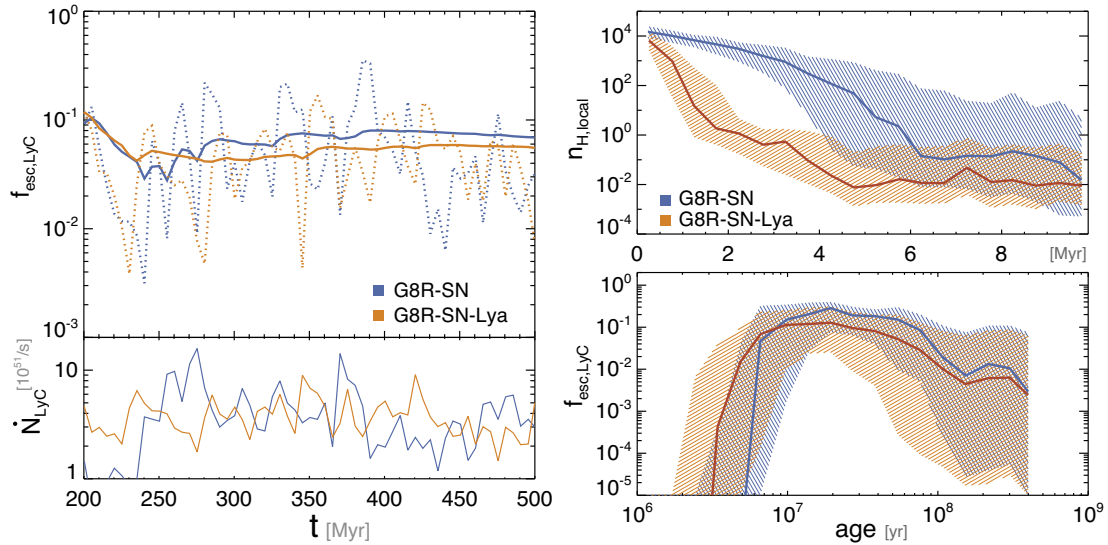 10^0
10^-1
f_esc,LyC
10^-2
G8R-SN
G8R-SN-Lya
10^-3
[10^51/s]
10
Ṅ_LyC
1
200 250 300 350 400 450 500
t [Myr]
10^4
10^2
n_H,local
10^0
10^-2
G8R-SN
G8R-SN-Lya
10^-4
0 2 4 6 8 [Myr]
10^0
10^-1
10^-2
f_esc,LyC
10^-3
10^-4
10^-5
10^6 10^7 10^8 10^9
age [yr]